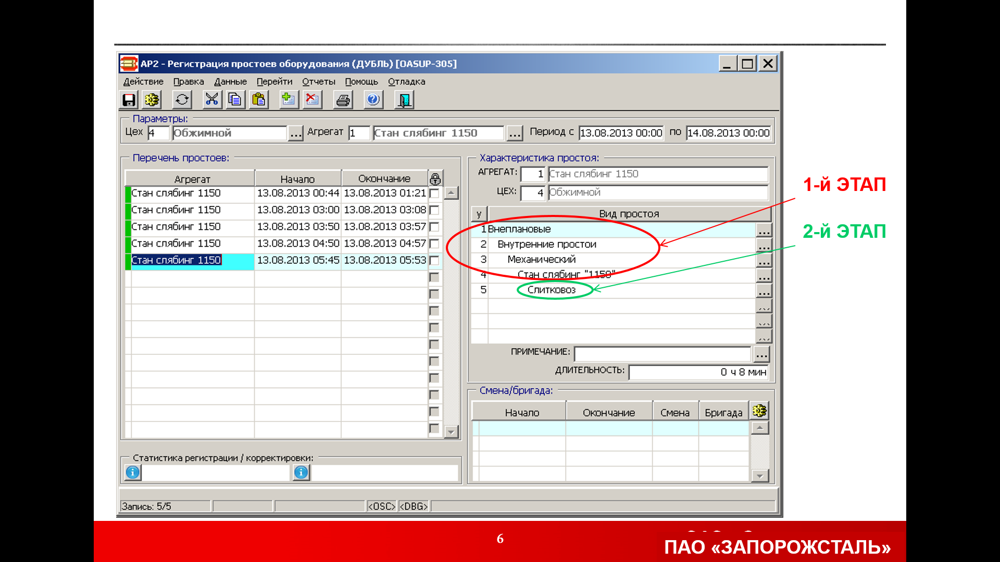 AP2 - Регистрация простоев оборудования (ДУБЛЬ) [OASUP-305]
Действие Правка Данные Перейти Отчеты Помощь Отладка
Параметры:
Цех 4 Обжимной ... Агрегат 1 Стан слябинг 1150 ... Период с 13.08.2013 00:00 по 14.08.2013 00:00
Перечень простоев:
Агрегат Начало Окончание
Стан слябинг 1150 13.08.2013 00:44 13.08.2013 01:21
Стан слябинг 1150 13.08.2013 03:00 13.08.2013 03:08
Стан слябинг 1150 13.08.2013 03:50 13.08.2013 03:57
Стан слябинг 1150 13.08.2013 04:50 13.08.2013 04:57
Стан слябинг 1150 13.08.2013 05:45 13.08.2013 05:53
Характеристика простоя:
АГРЕГАТ: 1 Стан слябинг 1150
ЦЕХ: 4 Обжимной
у Вид простоя
1 Внеплановые ...
2 Внутренние простои ...
3 Механический ...
4 Стан слябинг "1150" ...
5 Слитковоз ...
...
...
...
ПРИМЕЧАНИЕ: ...
ДЛИТЕЛЬНОСТЬ: 0 ч 8 мин
1-й ЭТАП
2-й ЭТАП
Смена/бригада:
Начало Окончание Смена Бригада
Статистика регистрации / корректировки:
Запись: 5/5 <OSC> <DBG>
6
ПАО «ЗАПОРОЖСТАЛЬ»